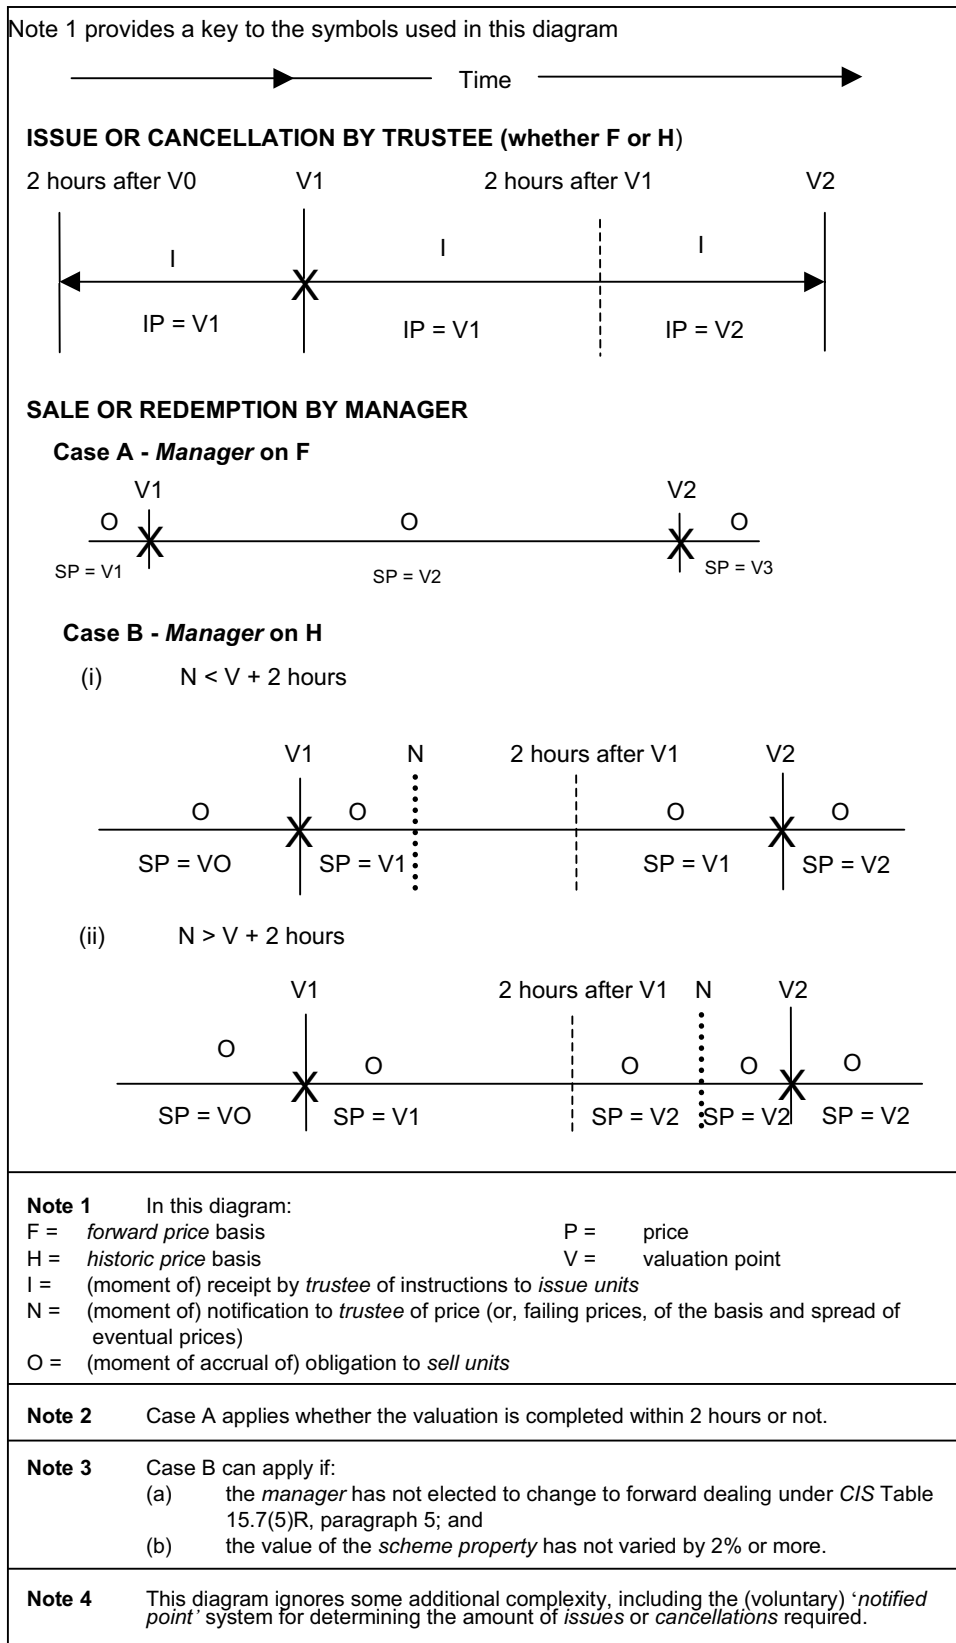 Note 1 provides a key to the symbols used in this diagram
Time
ISSUE OR CANCELLATION BY TRUSTEE (whether F or H)
2 hours after V0 V1 2 hours after V1 V2
I I I
X
IP = V1 IP = V1 IP = V2
SALE OR REDEMPTION BY MANAGER
Case A - Manager on F
V1 V2
O O O
X X
SP = V1 SP = V2 SP = V3
Case B - Manager on H
(i) N < V + 2 hours
V1 N 2 hours after V1 V2
O O O O
X X
SP = VO SP = V1 SP = V1 SP = V2
(ii) N > V + 2 hours
V1 2 hours after V1 N V2
O O O O O
X X
SP = VO SP = V1 SP = V2 SP = V2 SP = V2
Note 1 In this diagram:
F = forward price basis P = price
H = historic price basis V = valuation point
I = (moment of) receipt by trustee of instructions to issue units
N = (moment of) notification to trustee of price (or, failing prices, of the basis and spread of
eventual prices)
O = (moment of accrual of) obligation to sell units
Note 2 Case A applies whether the valuation is completed within 2 hours or not.
Note 3 Case B can apply if:
(a) the manager has not elected to change to forward dealing under CIS Table
15.7(5)R, paragraph 5; and
(b) the value of the scheme property has not varied by 2% or more.
Note 4 This diagram ignores some additional complexity, including the (voluntary) ‘notified
point’ system for determining the amount of issues or cancellations required.